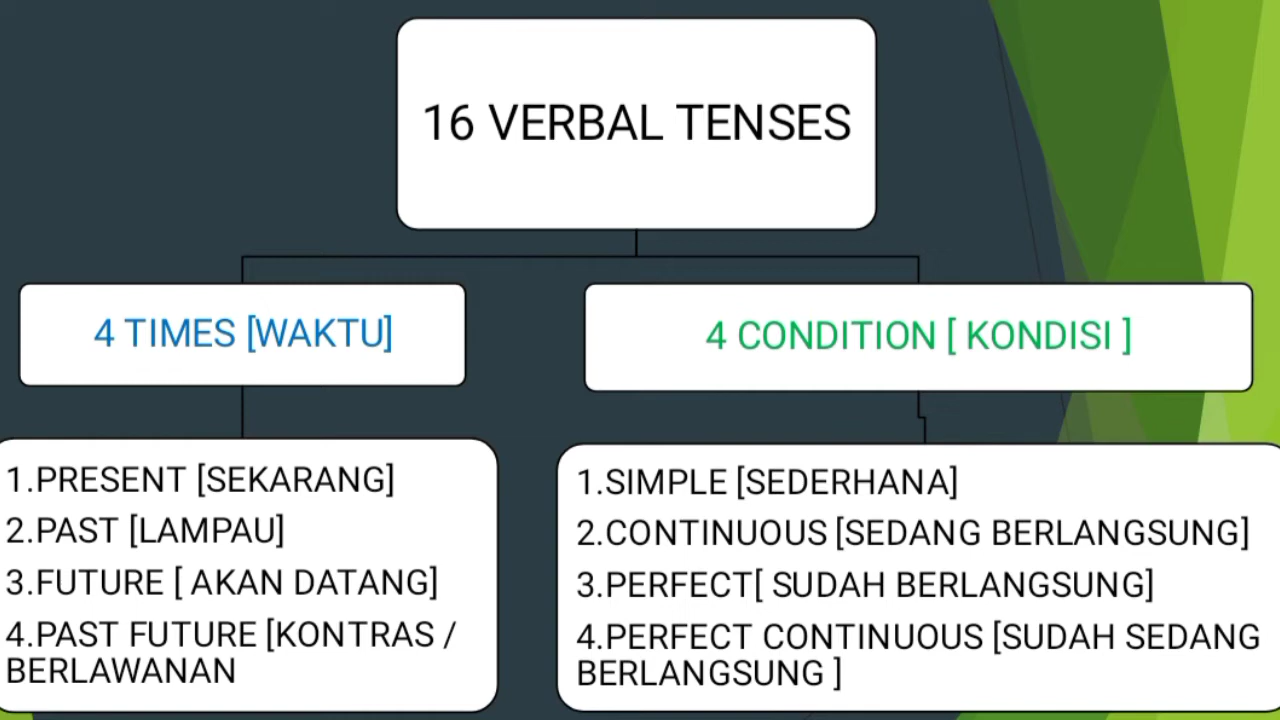 16 VERBAL TENSES
4 TIMES [WAKTU]
4 CONDITION [ KONDISI ]
1.PRESENT [SEKARANG]
2.PAST [LAMPAU]
3.FUTURE [ AKAN DATANG]
4.PAST FUTURE [KONTRAS /
BERLAWANAN
1.SIMPLE [SEDERHANA]
2.CONTINUOUS [SEDANG BERLANGSUNG]
3.PERFECT[ SUDAH BERLANGSUNG]
4.PERFECT CONTINUOUS [SUDAH SEDANG
BERLANGSUNG ]